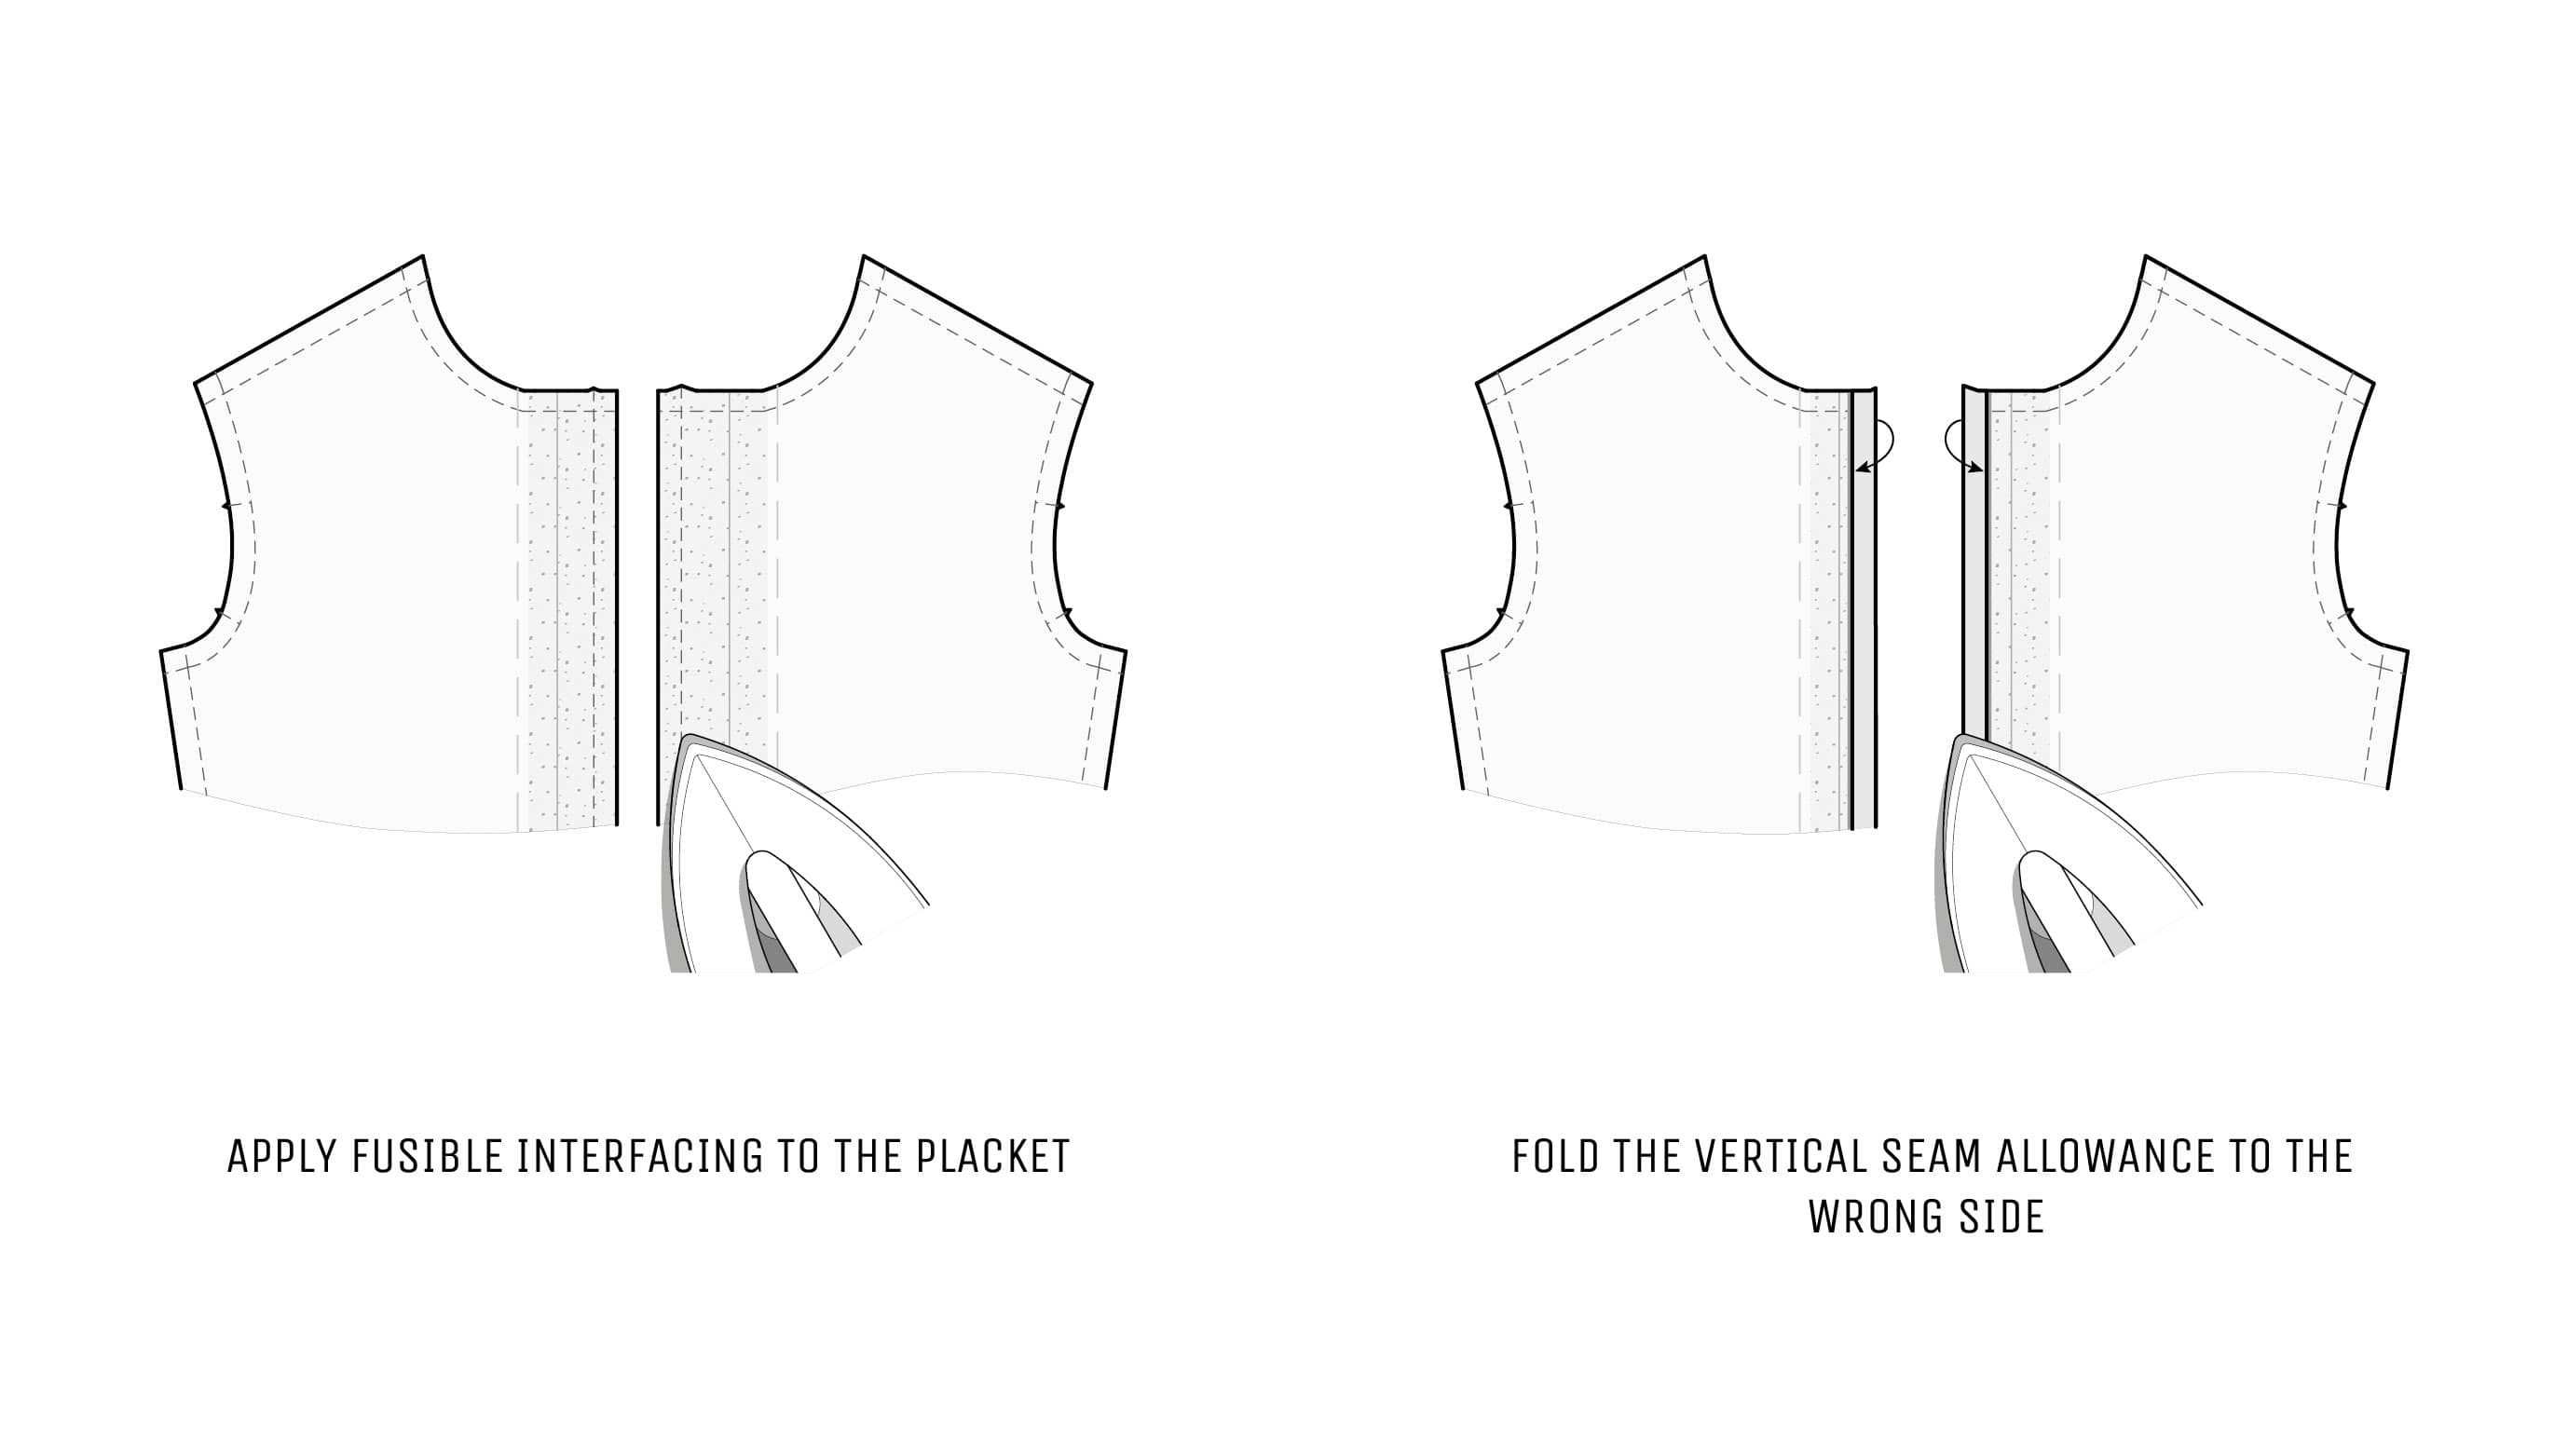 APPLY FUSIBLE INTERFACING TO THE PLACKET
FOLD THE VERTICAL SEAM ALLOWANCE TO THE
WRONG SIDE